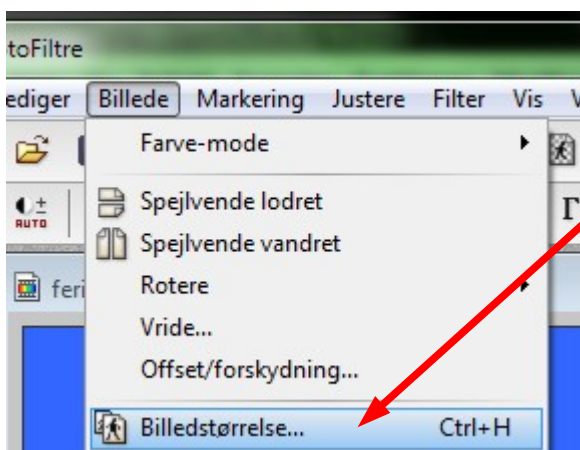 toFiltre
ediger Billede Markering Justere Filter Vis
Farve-mode
AUTO
Spejlvende lodret
Spejlvende vandret
feri
Rotere
Vride...
Offset/forskydning...
Billedstørrelse... Ctrl+H